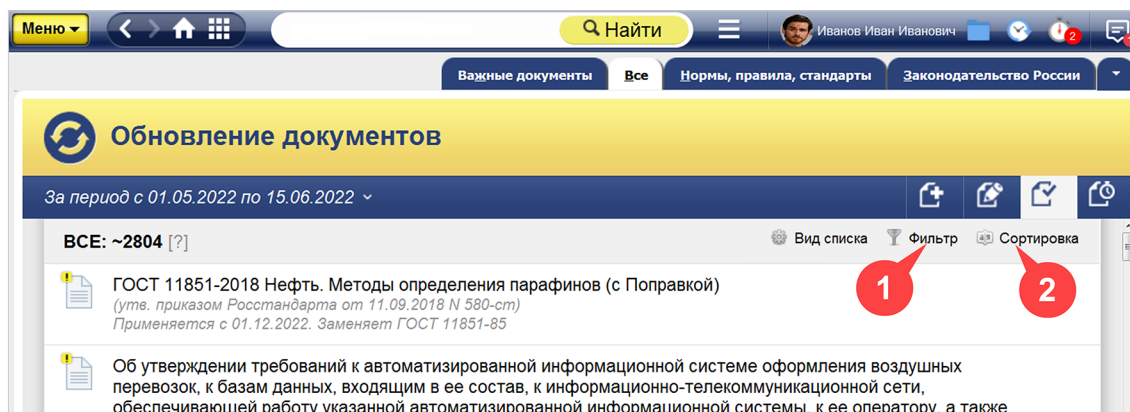 Меню
Найти
Иванов Иван Иванович
2
Важные документы
Все
Нормы, правила, стандарты
Законодательство России
Обновление документов
За период с 01.05.2022 по 15.06.2022
ВСЕ: ~2804 [?]
Вид списка
Фильтр
Сортировка
1
2
ГОСТ 11851-2018 Нефть. Методы определения парафинов (с Поправкой)
(утв. приказом Росстандарта от 11.09.2018 N 580-ст)
Применяется с 01.12.2022. Заменяет ГОСТ 11851-85
Об утверждении требований к автоматизированной информационной системе оформления воздушных
перевозок, к базам данных, входящим в ее состав, к информационно-телекоммуникационной сети,
обеспечивающей работу указанной автоматизированной информационной системы, к ее оператору, а также